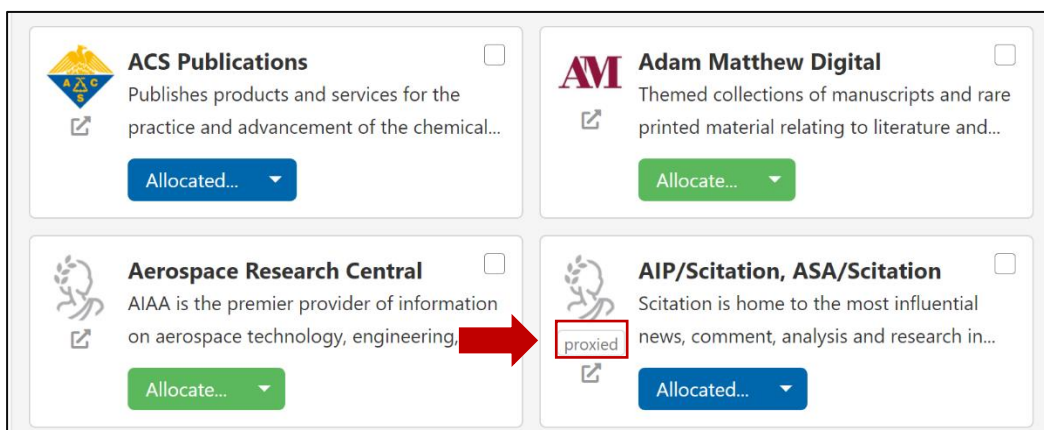 ACS Publications
Publishes products and services for the
practice and advancement of the chemical...
Allocated...
A C S
AM
Adam Matthew Digital
Themed collections of manuscripts and rare
printed material relating to literature and...
Allocate...
Aerospace Research Central
AIAA is the premier provider of information
on aerospace technology, engineering,
Allocate...
AIP/Scitation, ASA/Scitation
Scitation is home to the most influential
proxied
news, comment, analysis and research in...
Allocated...